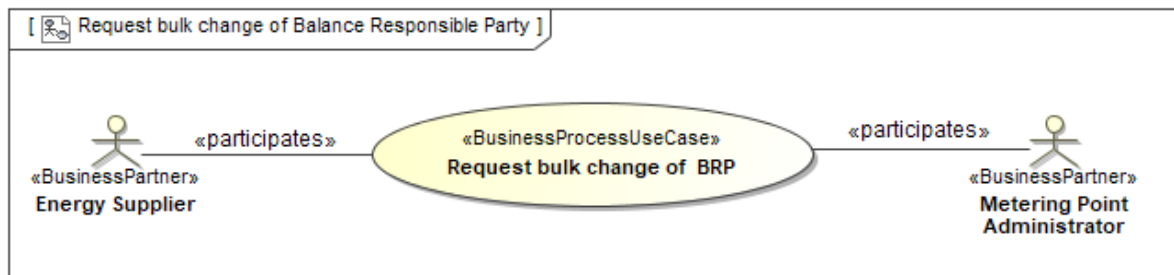 [ Request bulk change of Balance Responsible Party ]
«participates»
«BusinessProcessUseCase»
Request bulk change of BRP
«participates»
«BusinessPartner»
Energy Supplier
«BusinessPartner»
Metering Point
Administrator